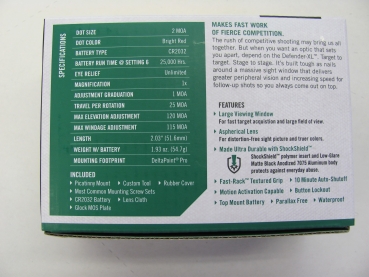 SPECIFICATIONS
DOT SIZE 2 MOA
DOT COLOR Bright Red
BATTERY TYPE CR2032
BATTERY RUN TIME @ SETTING 6 25,000 Hrs.
EYE RELIEF Unlimited
MAGNIFICATION 1x
ADJUSTMENT GRADUATION 1 MOA
TRAVEL PER ROTATION 25 MOA
MAX ELEVATION ADJUSTMENT 120 MOA
MAX WINDAGE ADJUSTMENT 115 MOA
LENGTH 2.03" (51.6mm)
WEIGHT W/ BATTERY 1.93 oz (54.7g)
MOUNTING FOOTPRINT DeltaPoint® Pro
INCLUDED
▸ Picatinny Mount ▸ Custom Tool ▸ Rubber Cover
▸ Most Common Mounting Screw Sets
▸ CR2032 Battery ▸ Lens Cloth
▸ Glock MOS Plate
MAKES FAST WORK
OF FIERCE COMPETITION.
The rush of competitive shooting may bring us all
together. But when you want an optic that sets
you apart, depend on the Defender-XL™. Target to
target. Stage to stage. It's built tough as nails
around a massive sight window that delivers
greater peripheral vision and increasing speed for
follow-up shots so you always come out on top.
FEATURES
▸ Large Viewing Window
For fast target acquisition and large field of view.
▸ Aspherical Lens
For distortion-free sight picture and truer colors.
▸ Made Ultra Durable with ShockShield™
ShockShield™ polymer insert and Low-Glare
Matte Black Anodized 7075 Aluminum body
protects against everyday abuse.
▸ Fast-Rack™ Textured Grip ▸ 10 Minute Auto-Shutoff
▸ Motion Activation Capable ▸ Button Lockout
▸ Top Mount Battery ▸ Parallax Free ▸ Waterproof